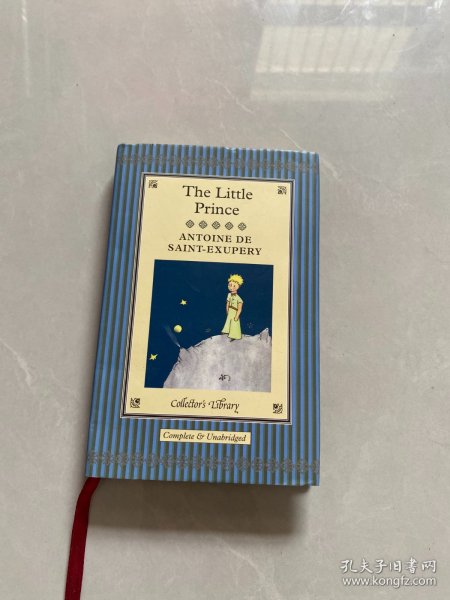 The Little
Prince
ANTOINE DE
SAINT-EXUPERY
Collector's Library
Complete & Unabridged
孔夫子旧书网
www.kongfz.com